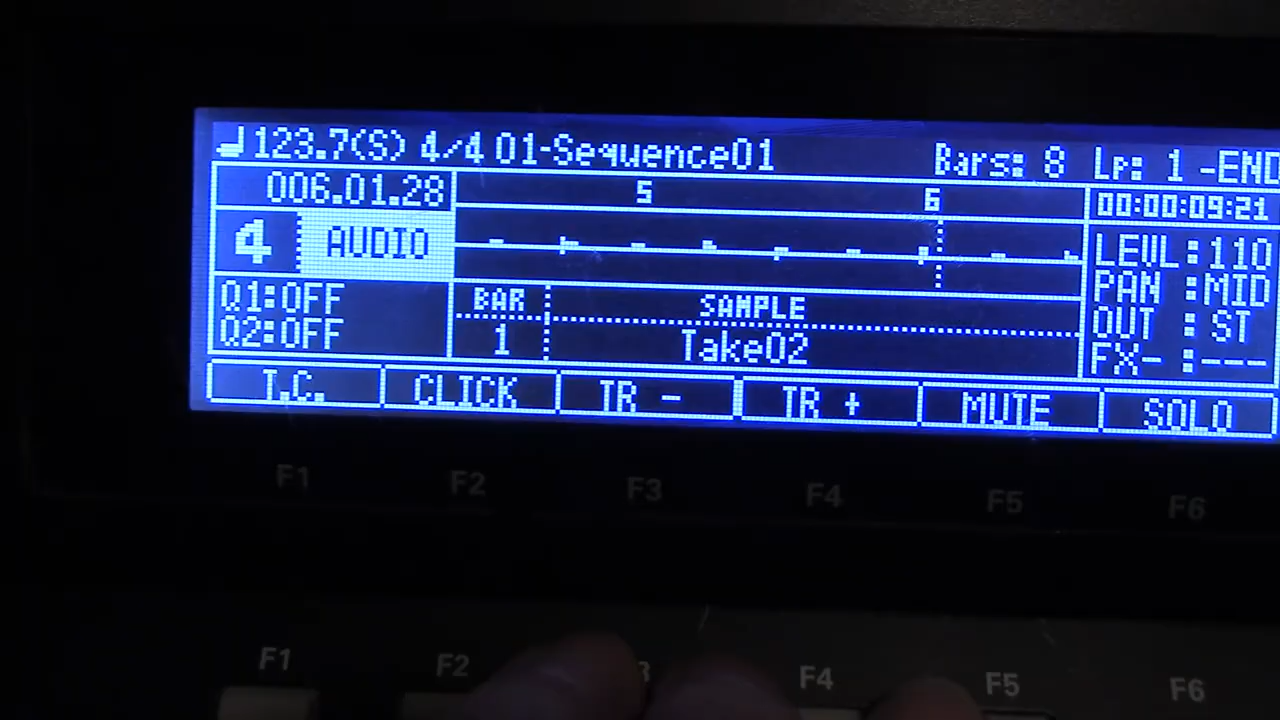 ♩123.7(S) 4/4 01-Sequence01 Bars: 8 Lp: 1 -END
006.01.28 5 6 00:00:09:21
4 AUDIO LEVL:110
PAN :MID
Q1:OFF BAR SAMPLE OUT : ST
Q2:OFF 1 Take02 FX- :---
T.C. CLICK TR - TR + MUTE SOLO
F1 F2 F3 F4 F5 F6
F1 F2 3 F4 F5 F6